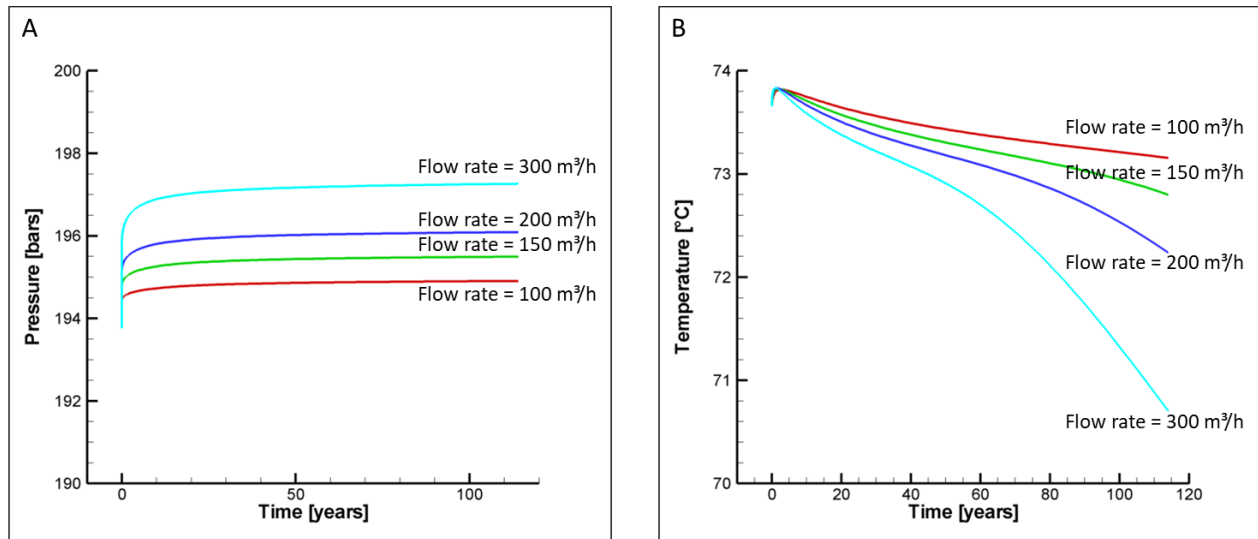 A
200
198
196
194
192
190
Pressure [bars]
Flow rate = 300 m³/h
Flow rate = 200 m³/h
Flow rate = 150 m³/h
Flow rate = 100 m³/h
0
50
100
Time [years]
B
74
73
72
71
70
Temperature [°C]
Flow rate = 100 m³/h
Flow rate = 150 m³/h
Flow rate = 200 m³/h
Flow rate = 300 m³/h
0
20
40
60
80
100
120
Time [years]